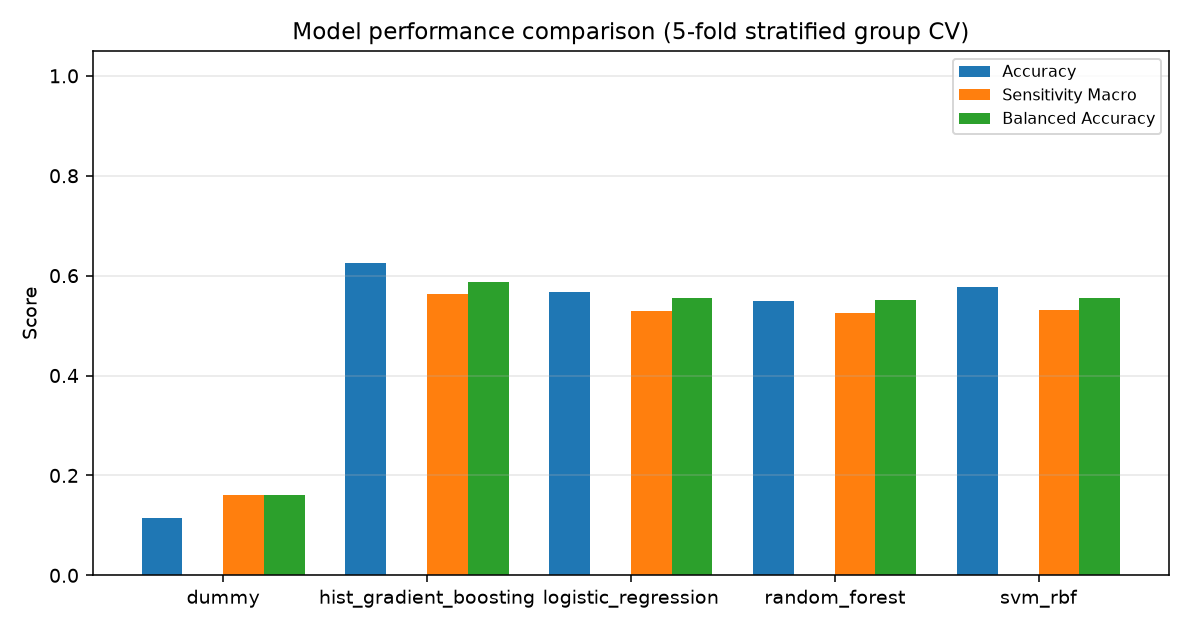 Model performance comparison (5-fold stratified group CV)
Accuracy
Sensitivity Macro
Balanced Accuracy
Score
1.0
0.8
0.6
0.4
0.2
0.0
dummy hist_gradient_boosting logistic_regression random_forest svm_rbf